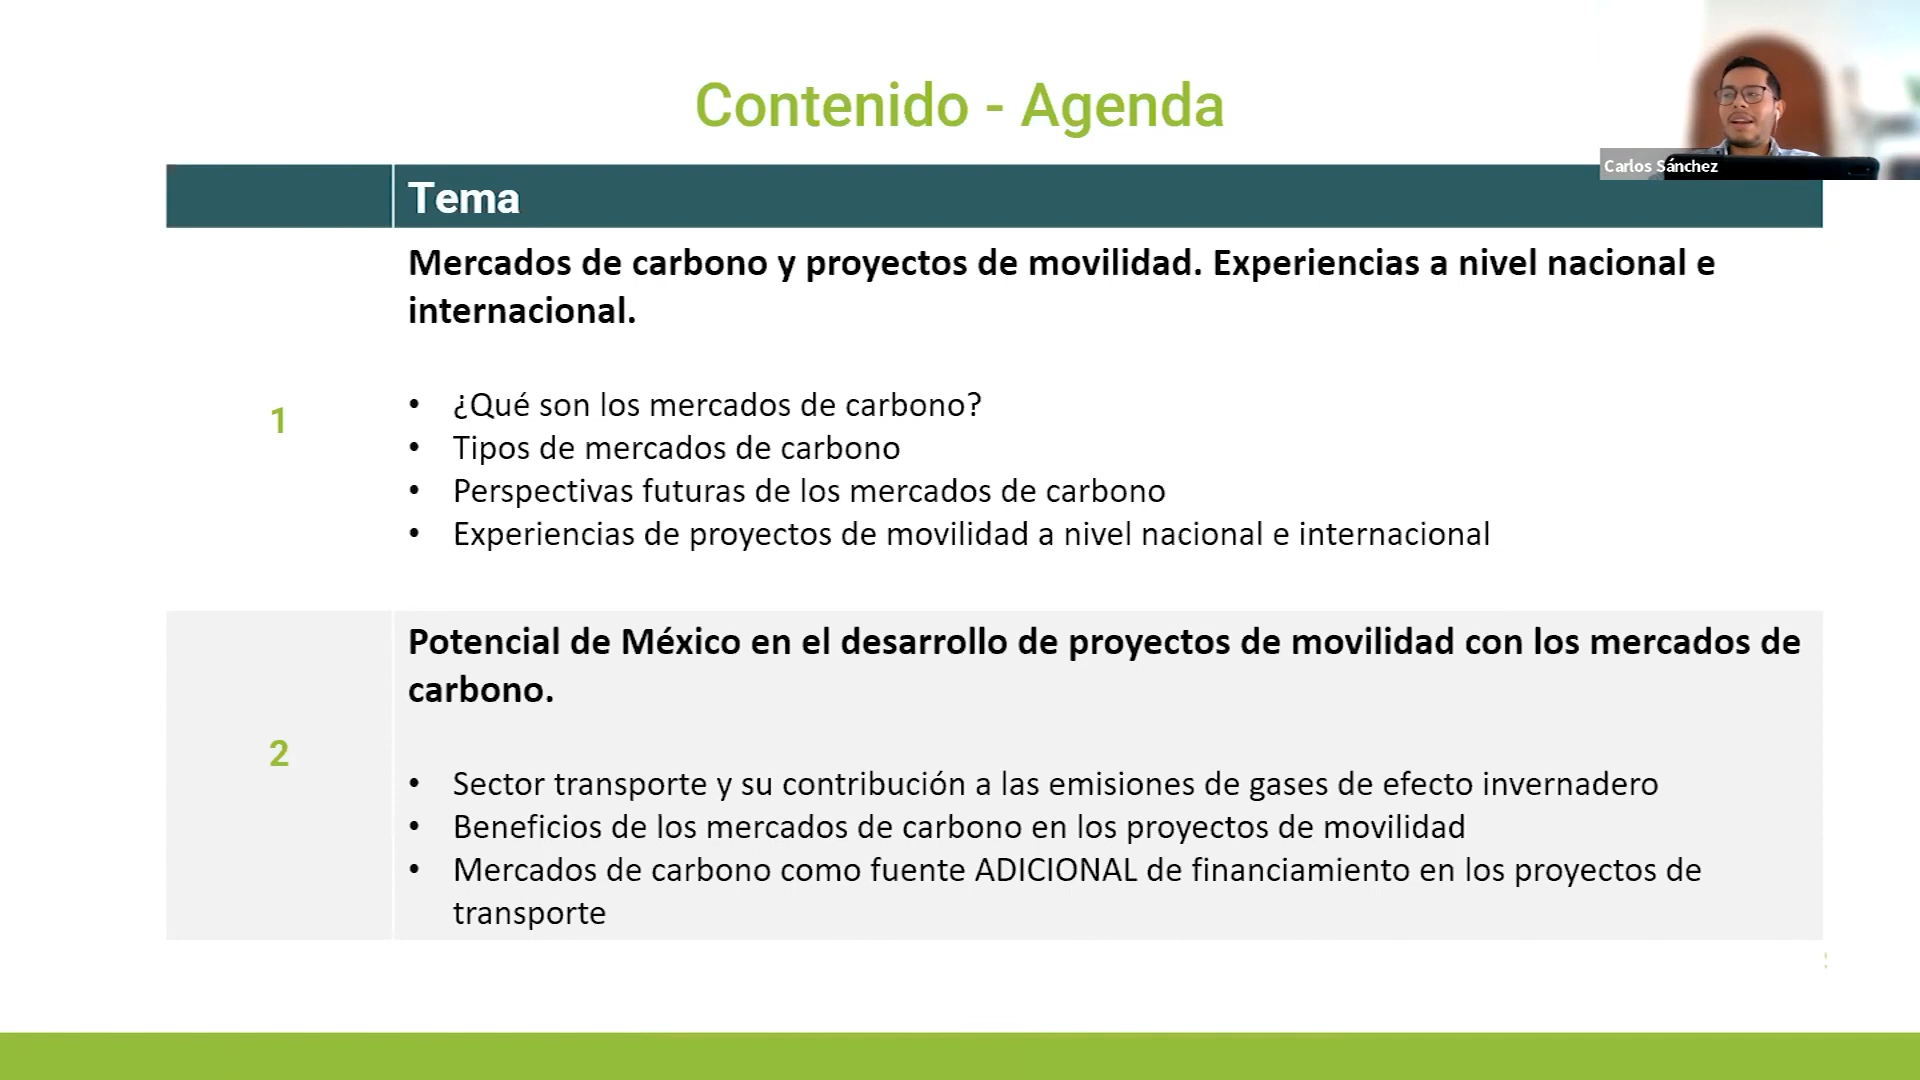 Contenido - Agenda
Carlos Sánchez
Tema
Mercados de carbono y proyectos de movilidad. Experiencias a nivel nacional e
internacional.
1
• ¿Qué son los mercados de carbono?
• Tipos de mercados de carbono
• Perspectivas futuras de los mercados de carbono
• Experiencias de proyectos de movilidad a nivel nacional e internacional
Potencial de México en el desarrollo de proyectos de movilidad con los mercados de
carbono.
2
• Sector transporte y su contribución a las emisiones de gases de efecto invernadero
• Beneficios de los mercados de carbono en los proyectos de movilidad
• Mercados de carbono como fuente ADICIONAL de financiamiento en los proyectos de
transporte